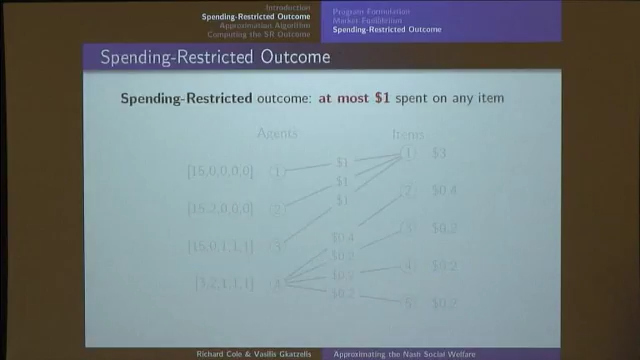 Introduction
Spending-Restricted Outcome
Approximation Algorithm
Computing the SR Outcome
Program Formulation
Market Equilibrium
Spending-Restricted Outcome
Spending-Restricted Outcome
Spending-Restricted outcome: at most $1 spent on any item
Agents Items
[15,0,0,0,0] 1 $1 1 $3
$1
[15,2,0,0,0] 2 $1 2 $0.4
[15,0,1,1,1] 3 $0.4 3 $0.2
$0.2
[15,2,1,1,1] 4 $0.2 4 $0.2
$0.2 5 $0.2
Richard Cole & Vasilis Gkatzelis Approximating the Nash Social Welfare